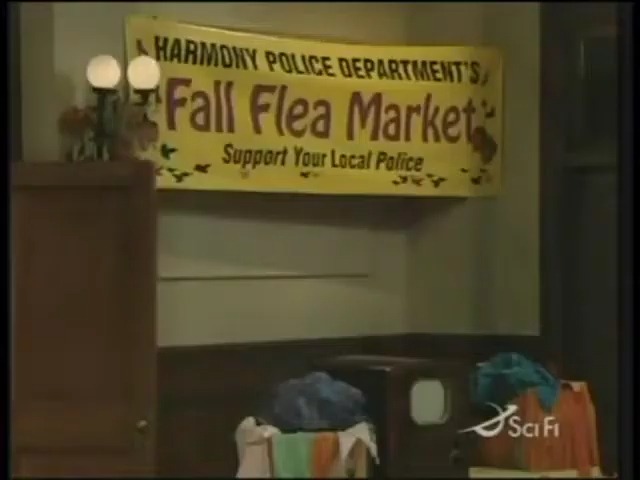 HARMONY POLICE DEPARTMENT'S
Fall Flea Market
Support Your Local Police
SCI FI